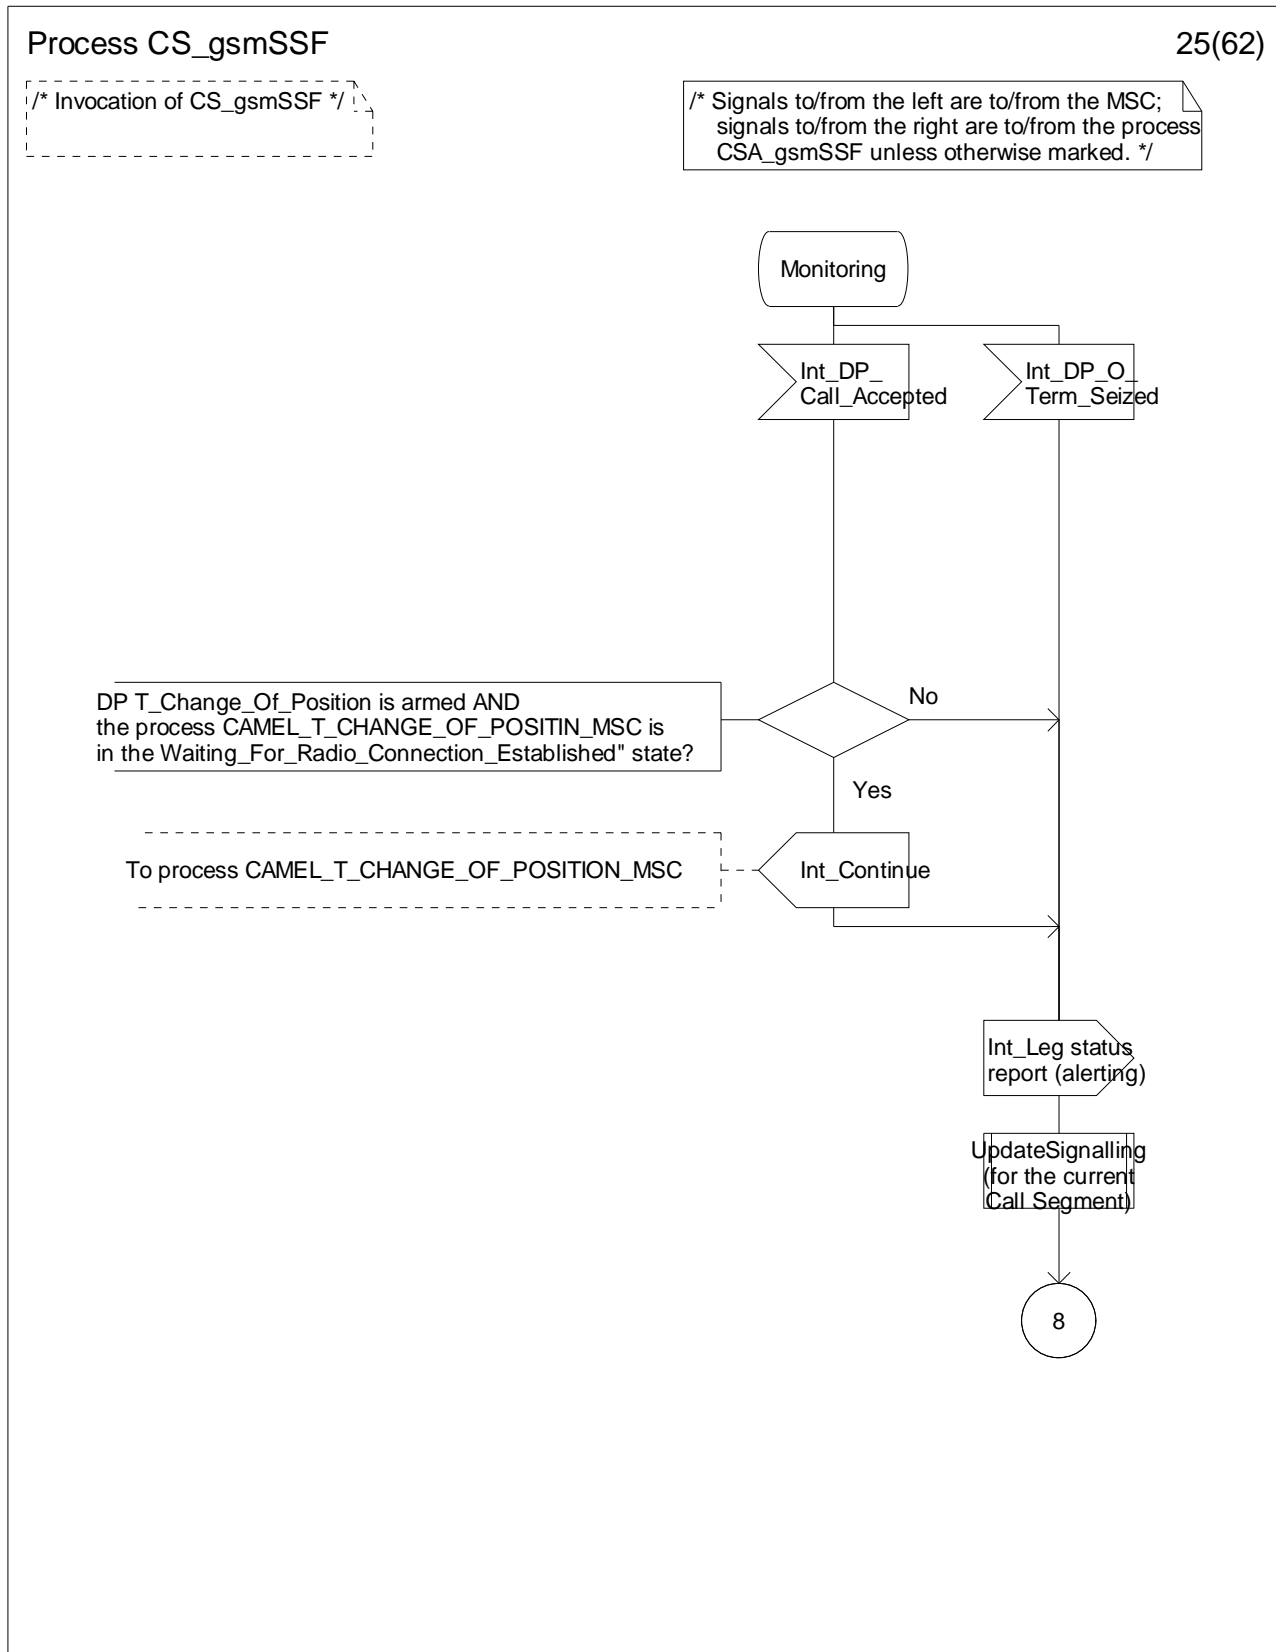 Process CS_gsmSSF
25(62)
/* Invocation of CS_gsmSSF */
/* Signals to/from the left are to/from the MSC;
signals to/from the right are to/from the process
CSA_gsmSSF unless otherwise marked. */
Monitoring
Int_DP_
Call_Accepted
Int_DP_O_
Term_Seized
DP T_Change_Of_Position is armed AND
the process CAMEL_T_CHANGE_OF_POSITIN_MSC is
in the Waiting_For_Radio_Connection_Established" state?
No
Yes
To process CAMEL_T_CHANGE_OF_POSITION_MSC
Int_Continue
Int_Leg status
report (alerting)
UpdateSignalling
(for the current
Call Segment)
8